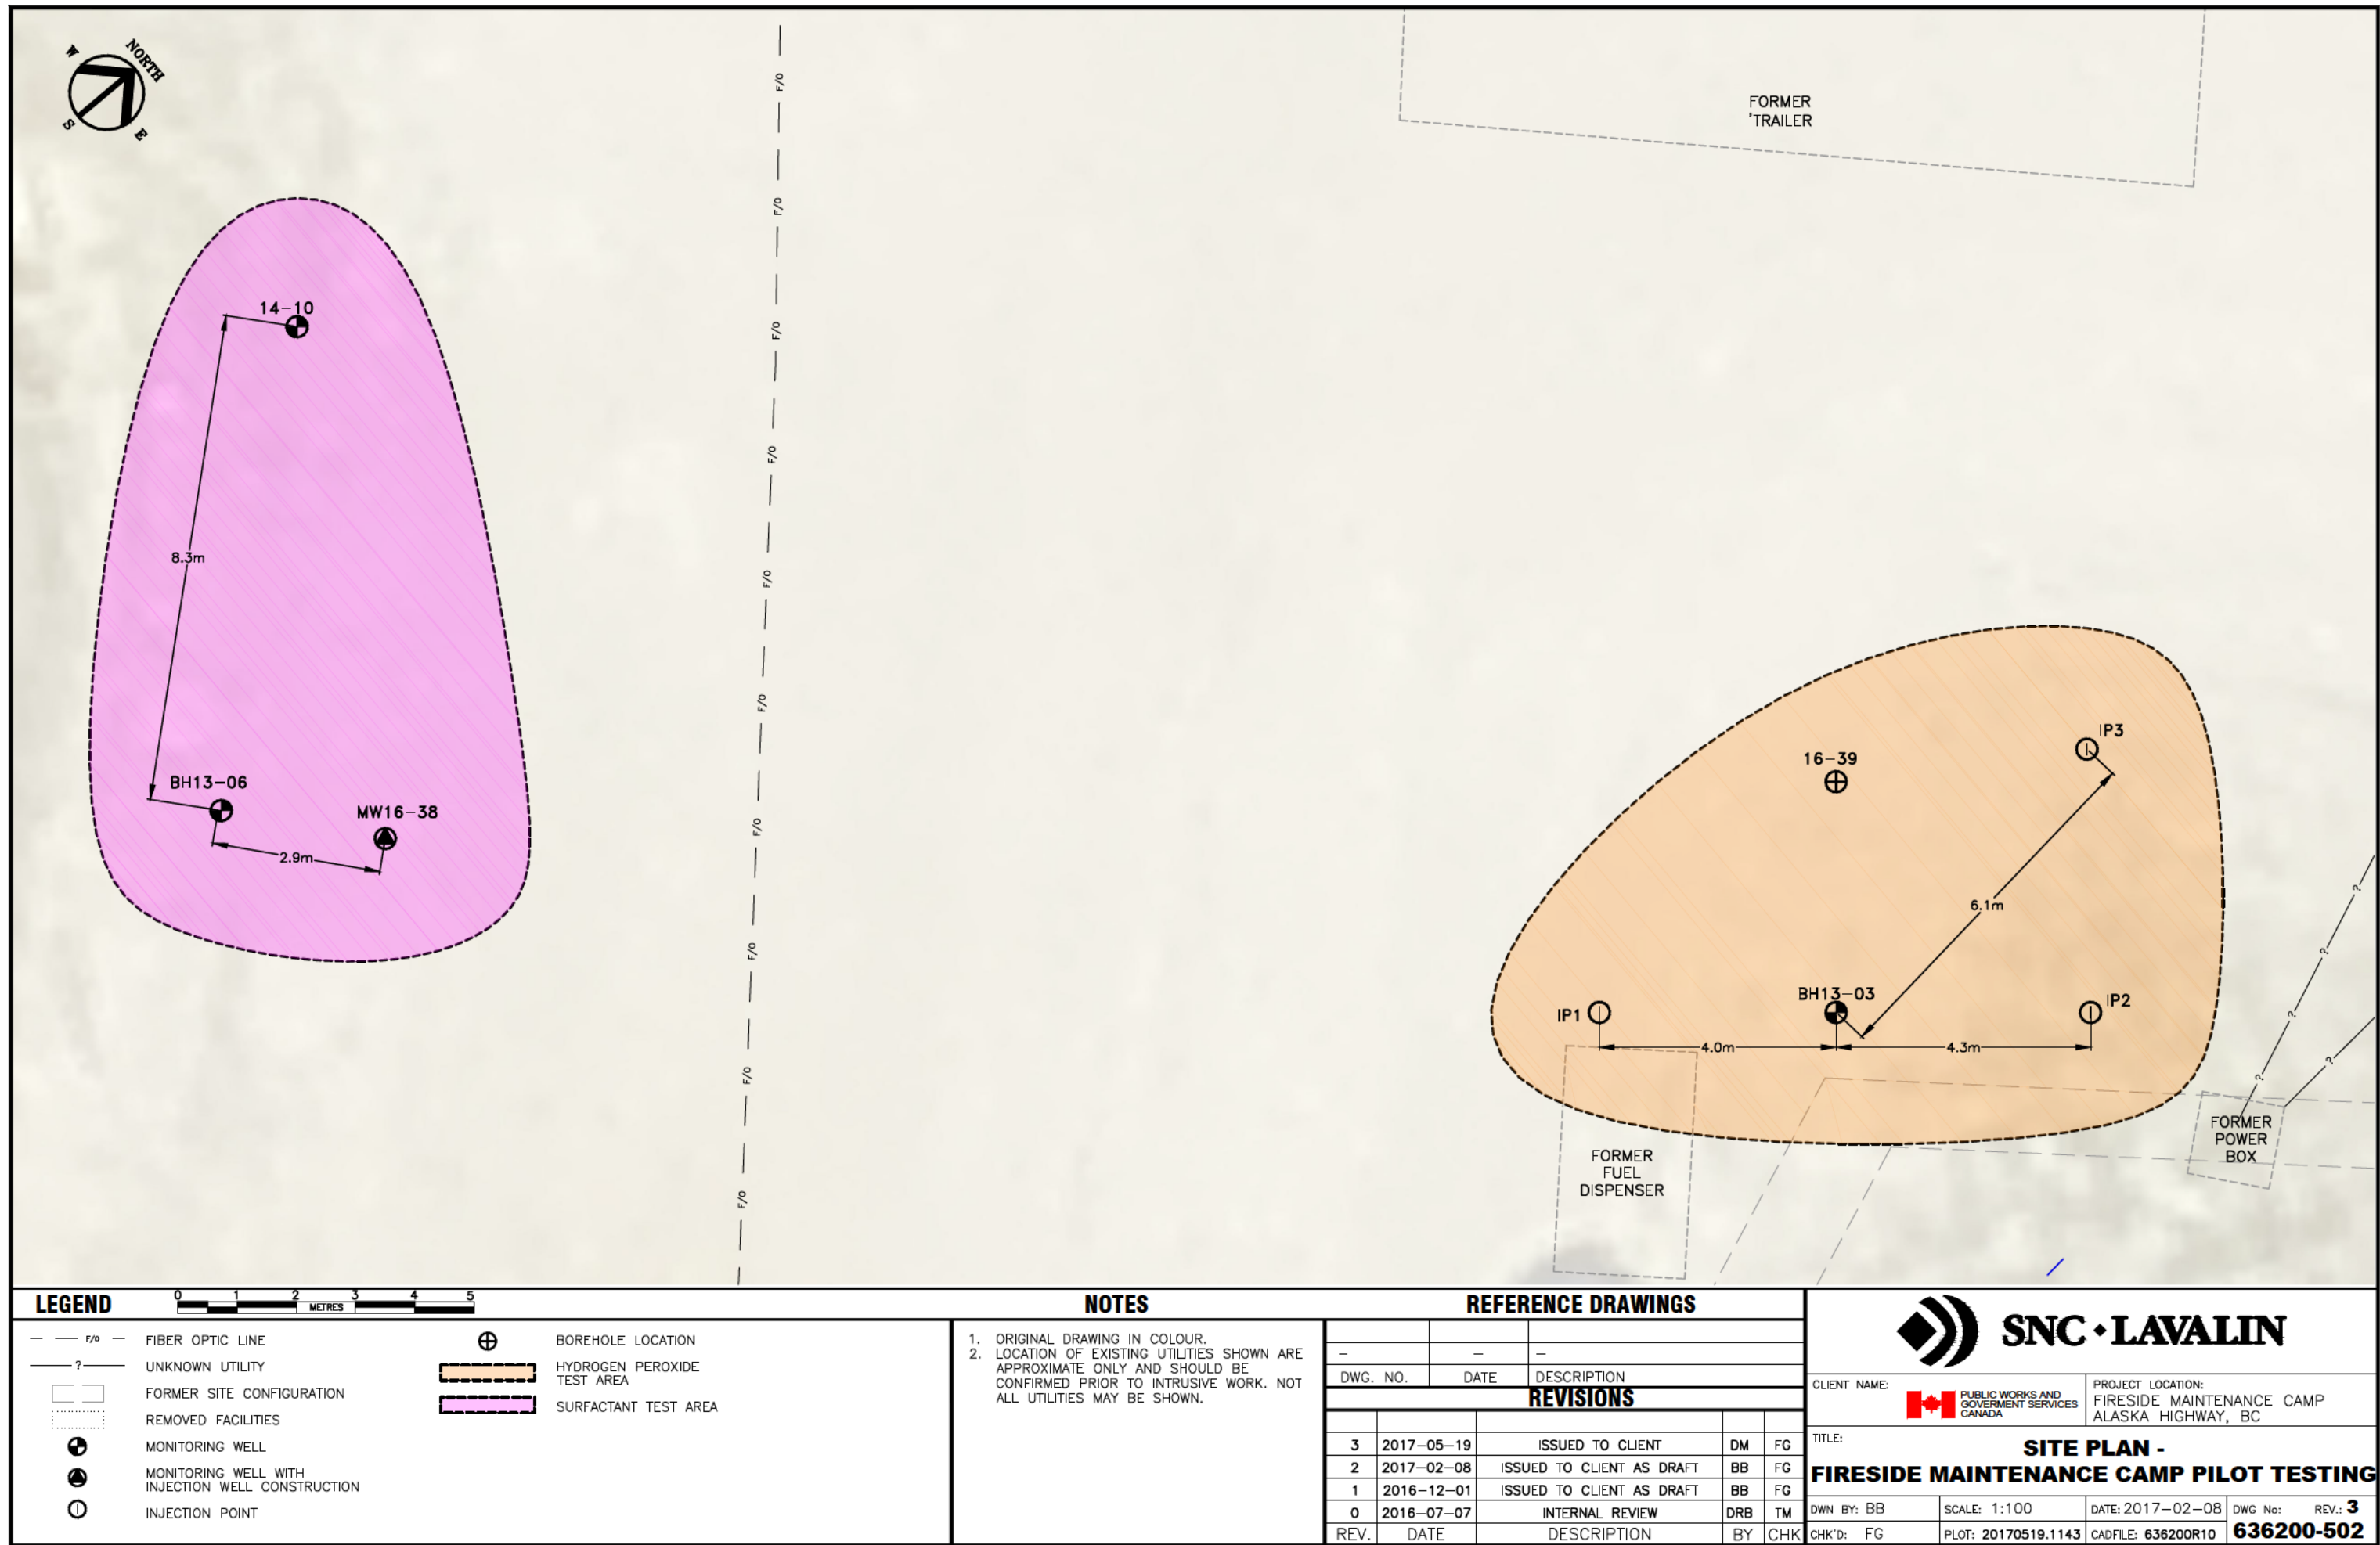 W
NORTH
S
E
F/O
F/O
F/O
F/O
F/O
F/O
F/O
F/O
F/O
F/O
FORMER
'TRAILER
14-10
8.3m
BH13-06
MW16-38
2.9m
IP3
16-39
6.1m
BH13-03
IP1
IP2
4.0m
4.3m
?
?
?
?
?
FORMER
POWER
BOX
FORMER
FUEL
DISPENSER
LEGEND
0 1 2 3 4 5
METRES
F/O FIBER OPTIC LINE
? UNKNOWN UTILITY
FORMER SITE CONFIGURATION
REMOVED FACILITIES
MONITORING WELL
MONITORING WELL WITH
INJECTION WELL CONSTRUCTION
INJECTION POINT
BOREHOLE LOCATION
HYDROGEN PEROXIDE
TEST AREA
SURFACTANT TEST AREA
NOTES
1. ORIGINAL DRAWING IN COLOUR.
2. LOCATION OF EXISTING UTILITIES SHOWN ARE
APPROXIMATE ONLY AND SHOULD BE
CONFIRMED PRIOR TO INTRUSIVE WORK. NOT
ALL UTILITIES MAY BE SHOWN.
REFERENCE DRAWINGS
- - -
DWG. NO. DATE DESCRIPTION
REVISIONS
3 2017-05-19 ISSUED TO CLIENT DM FG
2 2017-02-08 ISSUED TO CLIENT AS DRAFT BB FG
1 2016-12-01 ISSUED TO CLIENT AS DRAFT BB FG
0 2016-07-07 INTERNAL REVIEW DRB TM
REV. DATE DESCRIPTION BY CHK
SNC·LAVALIN
CLIENT NAME:
PUBLIC WORKS AND
GOVERMENT SERVICES
CANADA
PROJECT LOCATION:
FIRESIDE MAINTENANCE CAMP
ALASKA HIGHWAY, BC
TITLE:
SITE PLAN -
FIRESIDE MAINTENANCE CAMP PILOT TESTING
DWN BY: BB SCALE: 1:100 DATE: 2017-02-08 DWG No: REV.: 3
CHK'D: FG PLOT: 20170519.1143 CADFILE: 636200R10 636200-502